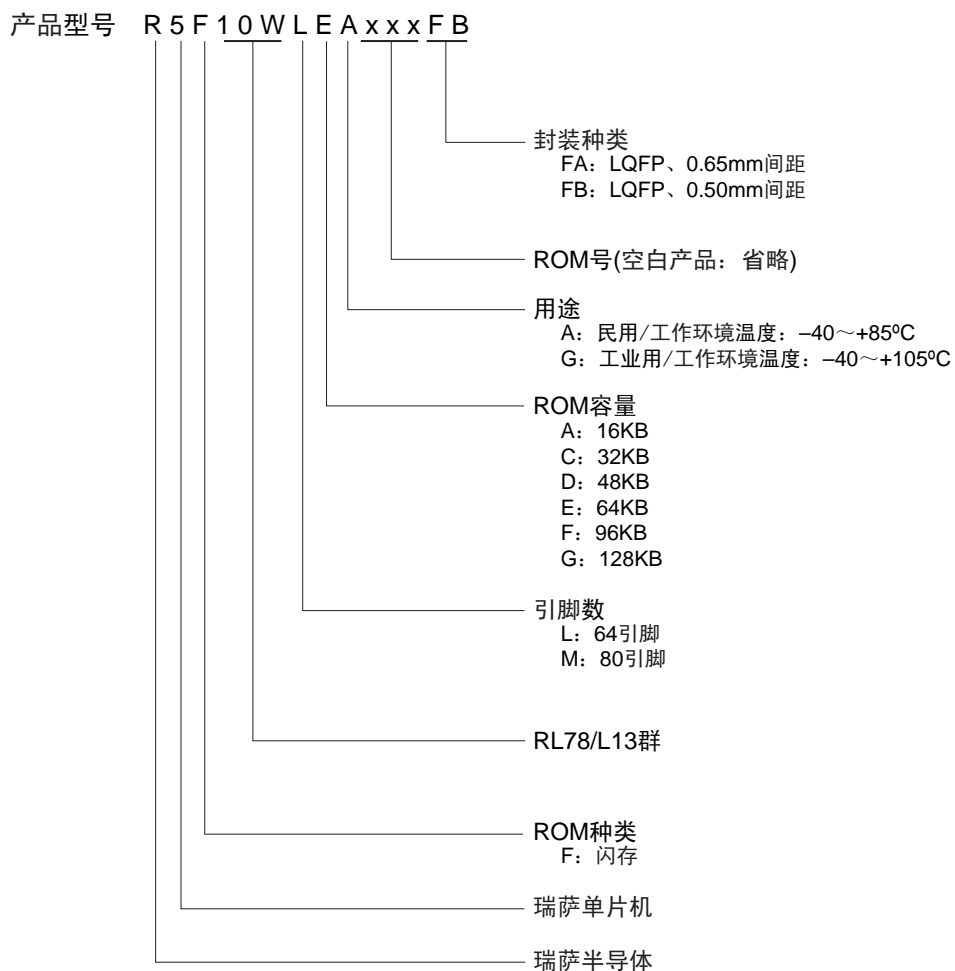 产品型号 R 5 F 1 0 W L E A x x x F B
封装种类
FA：LQFP、0.65mm间距
FB：LQFP、0.50mm间距
ROM号(空白产品：省略)
用途
A：民用/工作环境温度：–40～+85ºC
G：工业用/工作环境温度：–40～+105ºC
ROM容量
A：16KB
C：32KB
D：48KB
E：64KB
F：96KB
G：128KB
引脚数
L：64引脚
M：80引脚
RL78/L13群
ROM种类
F：闪存
瑞萨单片机
瑞萨半导体